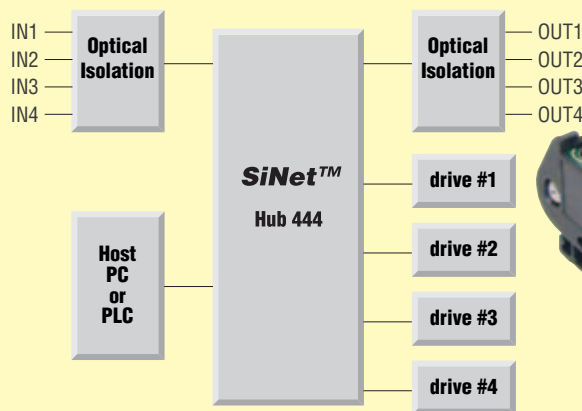 IN1
IN2
IN3
IN4
Optical
Isolation
SiNet™
Hub 444
Host
PC
or
PLC
Optical
Isolation
OUT1
OUT2
OUT3
OUT4
drive #1
drive #2
drive #3
drive #4